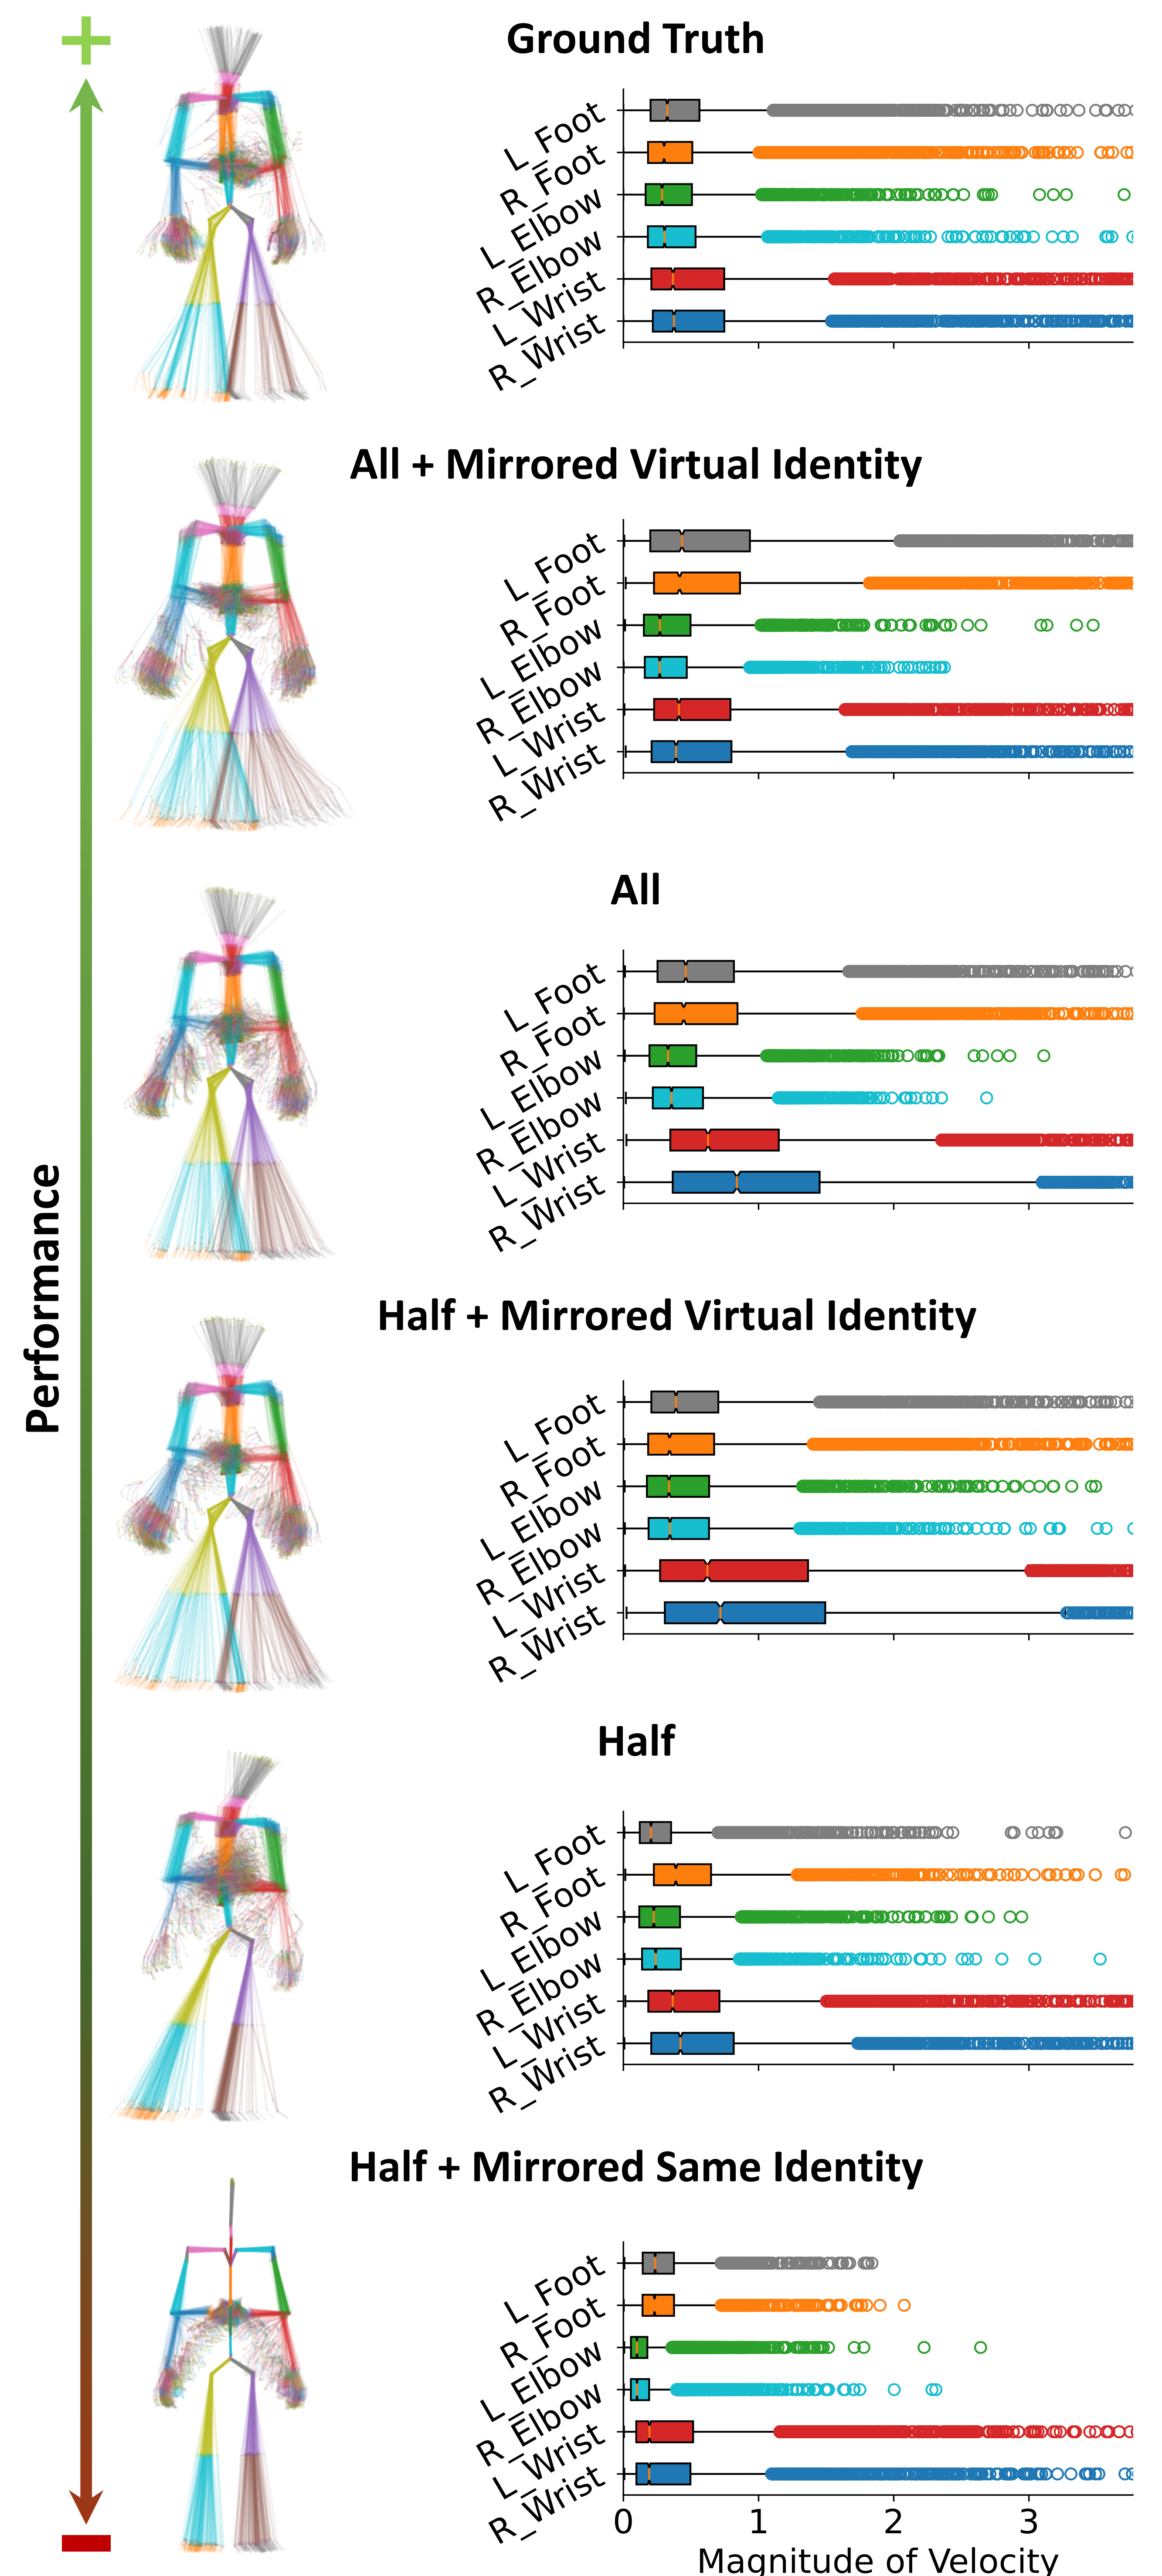 +
Ground Truth
L_Foot
R_Foot
L_Elbow
R_Elbow
L_Wrist
R_Wrist
All + Mirrored Virtual Identity
L_Foot
R_Foot
L_Elbow
R_Elbow
L_Wrist
R_Wrist
All
L_Foot
R_Foot
L_Elbow
R_Elbow
L_Wrist
R_Wrist
Performance
Half + Mirrored Virtual Identity
L_Foot
R_Foot
L_Elbow
R_Elbow
L_Wrist
R_Wrist
Half
L_Foot
R_Foot
L_Elbow
R_Elbow
L_Wrist
R_Wrist
Half + Mirrored Same Identity
L_Foot
R_Foot
L_Elbow
R_Elbow
L_Wrist
R_Wrist
0 1 2 3
Magnitude of Velocity